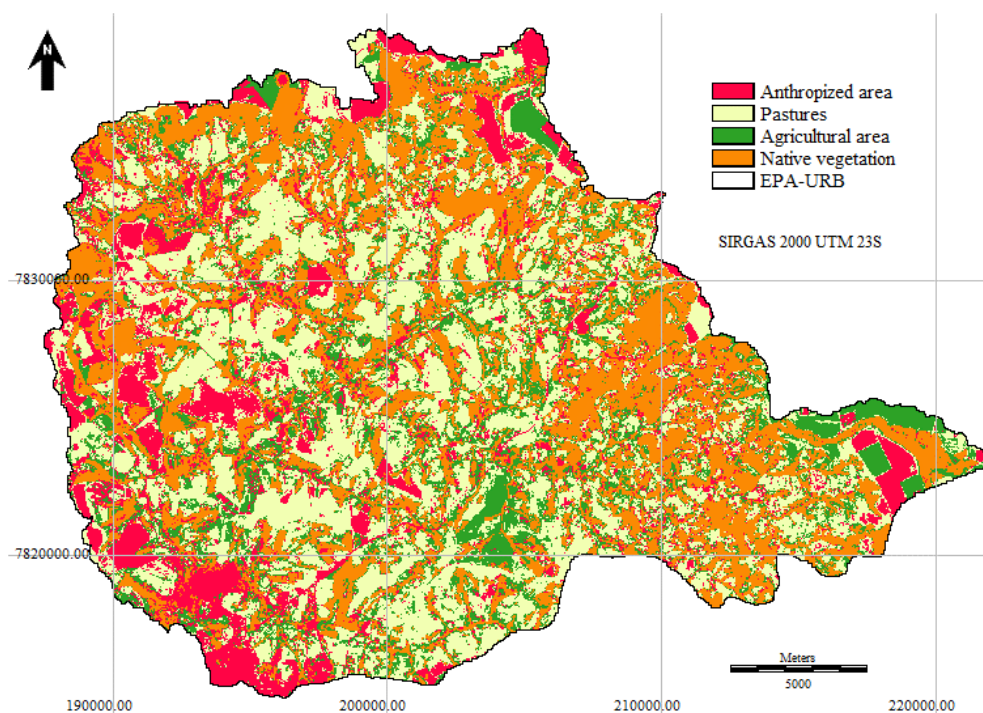 N
Anthropized area
Pastures
Agricultural area
Native vegetation
EPA-URB
SIRGAS 2000 UTM 23S
7830000.00
7820000.00
Meters
5000
190000,00
200000,00
210000,00
220000,00